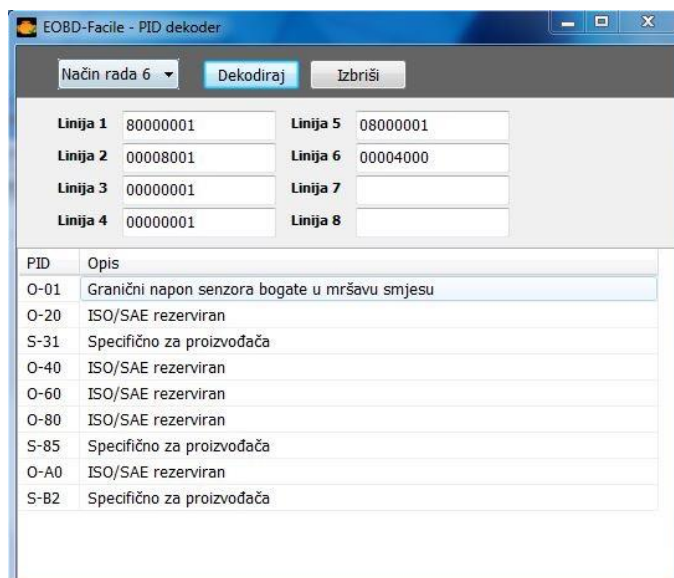 EOBD-Facile - PID dekoder
Način rada 6 Dekodiraj Izbriši
Linija 1 80000001 Linija 5 08000001
Linija 2 00008001 Linija 6 00004000
Linija 3 00000001 Linija 7
Linija 4 00000001 Linija 8
PID Opis
O-01 Granični napon senzora bogate u mršavu smjesu
O-20 ISO/SAE rezerviran
S-31 Specifično za proizvođača
O-40 ISO/SAE rezerviran
O-60 ISO/SAE rezerviran
O-80 ISO/SAE rezerviran
S-85 Specifično za proizvođača
O-A0 ISO/SAE rezerviran
S-B2 Specifično za proizvođača